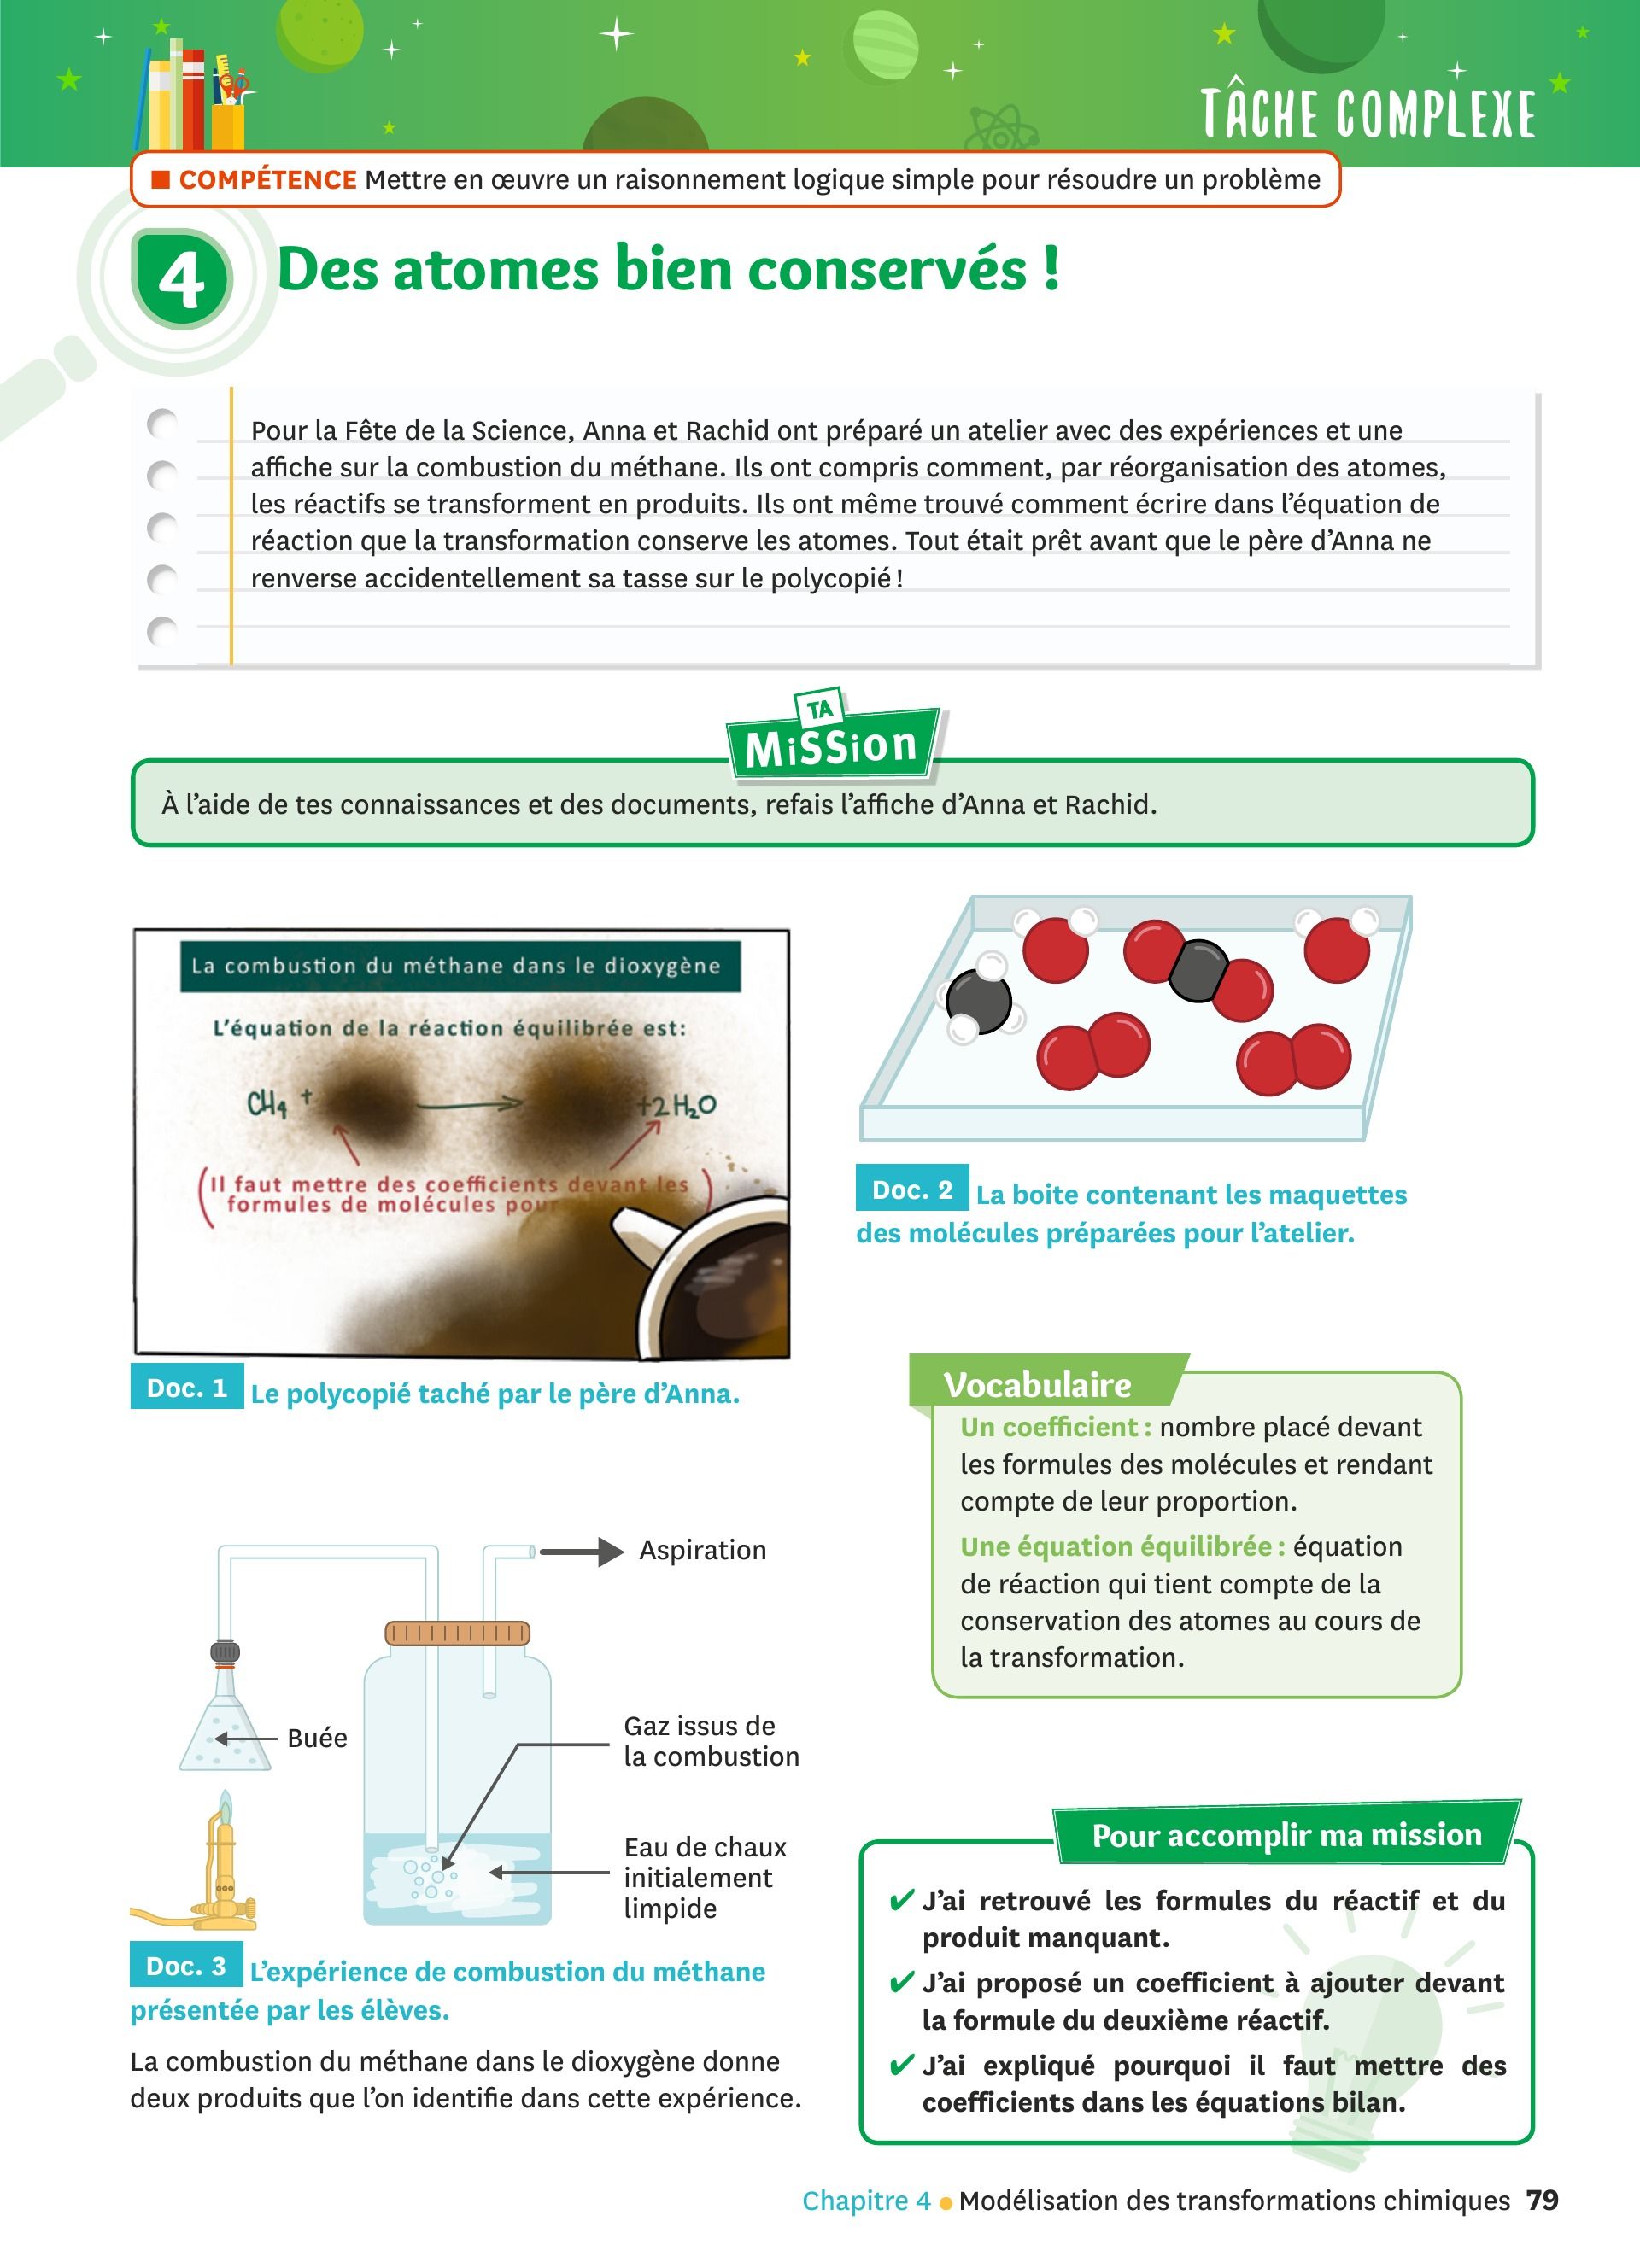 TÂCHE COMPLEXE
■ COMPÉTENCE Mettre en œuvre un raisonnement logique simple pour résoudre un problème
4 Des atomes bien conservés !
Pour la Fête de la Science, Anna et Rachid ont préparé un atelier avec des expériences et une
affiche sur la combustion du méthane. Ils ont compris comment, par réorganisation des atomes,
les réactifs se transforment en produits. Ils ont même trouvé comment écrire dans l’équation de
réaction que la transformation conserve les atomes. Tout était prêt avant que le père d’Anna ne
renverse accidentellement sa tasse sur le polycopié !
TA
MiSSion
À l’aide de tes connaissances et des documents, refais l’affiche d’Anna et Rachid.
La combustion du méthane dans le dioxygène
L'équation de la réaction équilibrée est:
CH₄ + → +2 H₂O
(Il faut mettre des coefficients devant les
formules de molécules pour )
Doc. 1 Le polycopié taché par le père d’Anna.
Doc. 2 La boite contenant les maquettes
des molécules préparées pour l’atelier.
Vocabulaire
Un coefficient : nombre placé devant
les formules des molécules et rendant
compte de leur proportion.
Une équation équilibrée : équation
de réaction qui tient compte de la
conservation des atomes au cours de
la transformation.
Aspiration
Buée
Gaz issus de
la combustion
Eau de chaux
initialement
limpide
Doc. 3 L’expérience de combustion du méthane
présentée par les élèves.
La combustion du méthane dans le dioxygène donne
deux produits que l’on identifie dans cette expérience.
Pour accomplir ma mission
✔ J’ai retrouvé les formules du réactif et du
produit manquant.
✔ J’ai proposé un coefficient à ajouter devant
la formule du deuxième réactif.
✔ J’ai expliqué pourquoi il faut mettre des
coefficients dans les équations bilan.
Chapitre 4 ● Modélisation des transformations chimiques 79